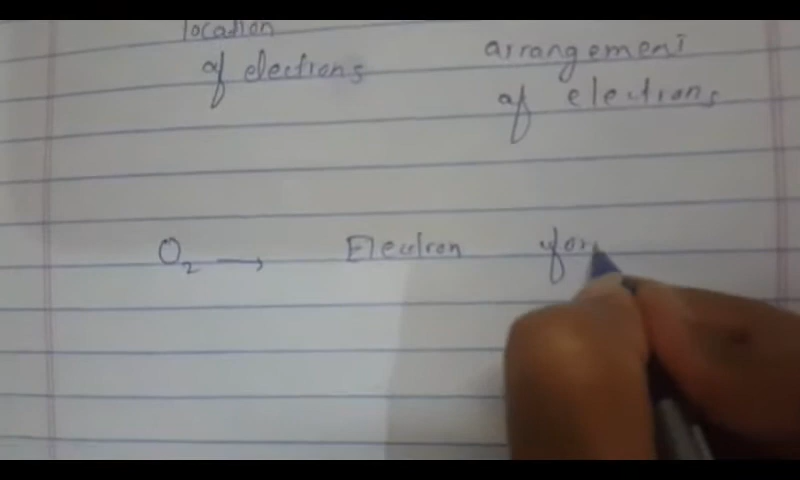 location
of electrons
arrangement
of electrons
O₂ → Electron for